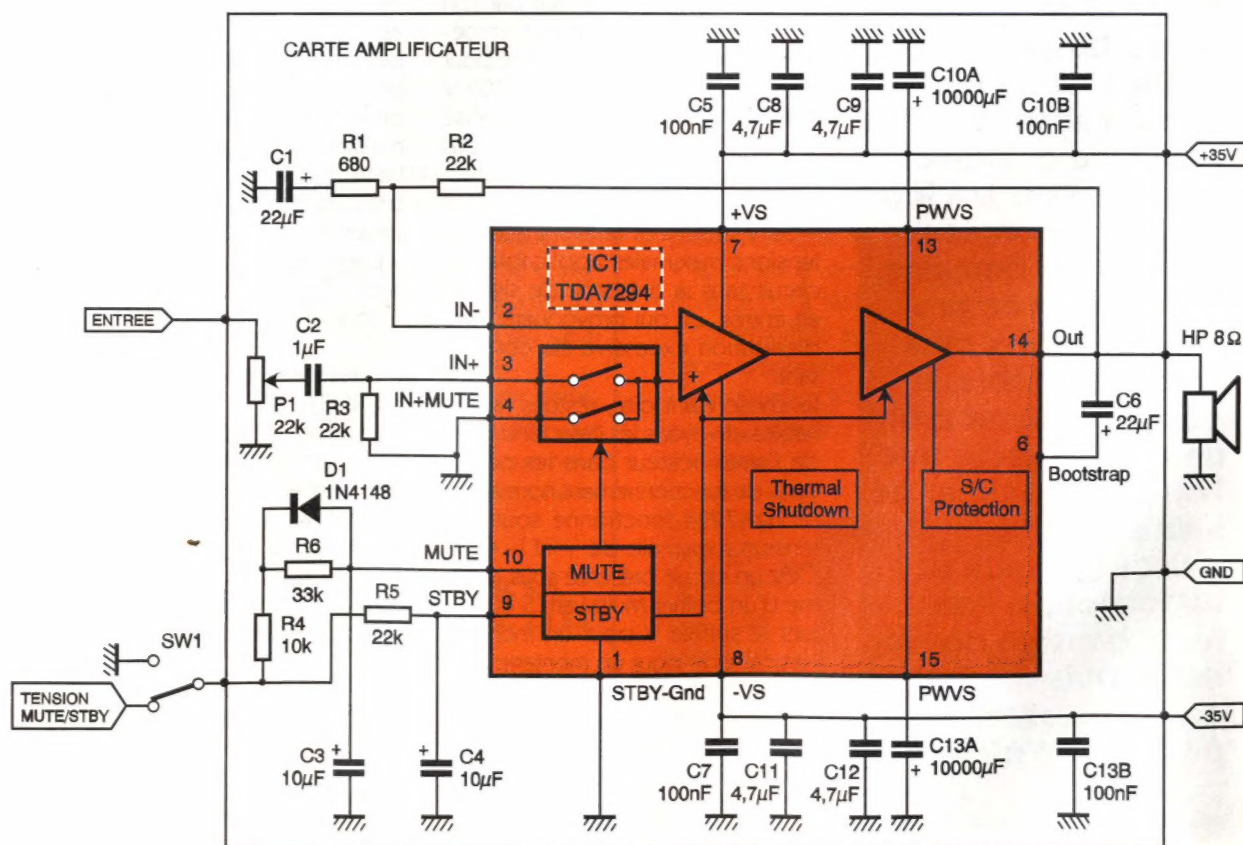 CARTE AMPLIFICATEUR
C5
100nF
C8
4,7µF
C9
4,7µF
C10A
10000µF
+
C10B
100nF
+35V
C1
+
22µF
R1
680
R2
22k
+VS
PWVS
7
13
IC1
TDA7294
ENTREE
IN-
2
-
C2
1µF
IN+
3
+
P1
22k
R3
22k
IN+MUTE
4
14
Out
HP 8Ω
C6
22µF
+
6
Bootstrap
D1
1N4148
Thermal
Shutdown
S/C
Protection
R6
33k
MUTE
10
MUTE
R5
22k
STBY
9
STBY
R4
10k
GND
SW1
1
8
15
STBY-Gnd
-VS
PWVS
TENSION
MUTE/STBY
-35V
C3
10µF
+
C4
10µF
+
C7
100nF
C11
4,7µF
C12
4,7µF
C13A
10000µF
+
C13B
100nF